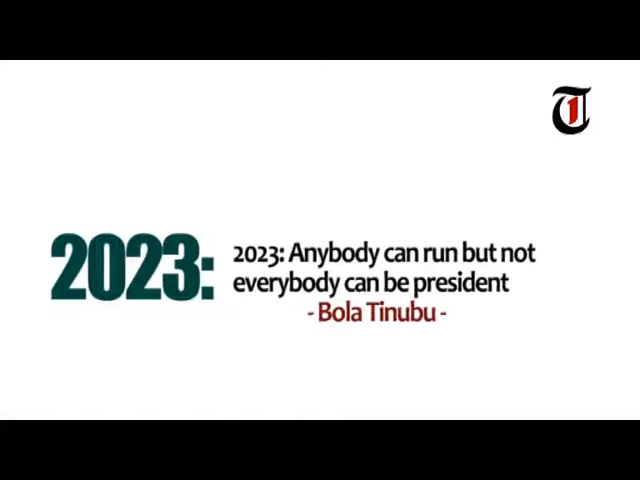 2023:
2023: Anybody can run but not
everybody can be president
- Bola Tinubu -
T